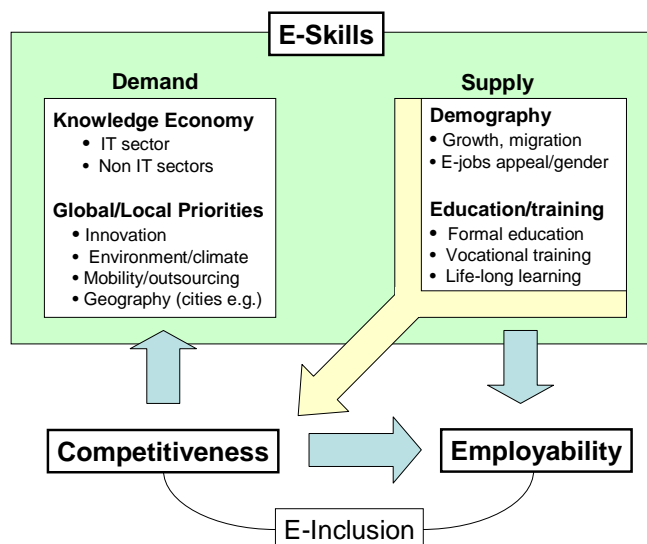 E-Skills
Demand
Knowledge Economy
• IT sector
• Non IT sectors
Global/Local Priorities
• Innovation
• Environment/climate
• Mobility/outsourcing
• Geography (cities e.g.)
Supply
Demography
• Growth, migration
• E-jobs appeal/gender
Education/training
• Formal education
• Vocational training
• Life-long learning
Competitiveness
Employability
E-Inclusion